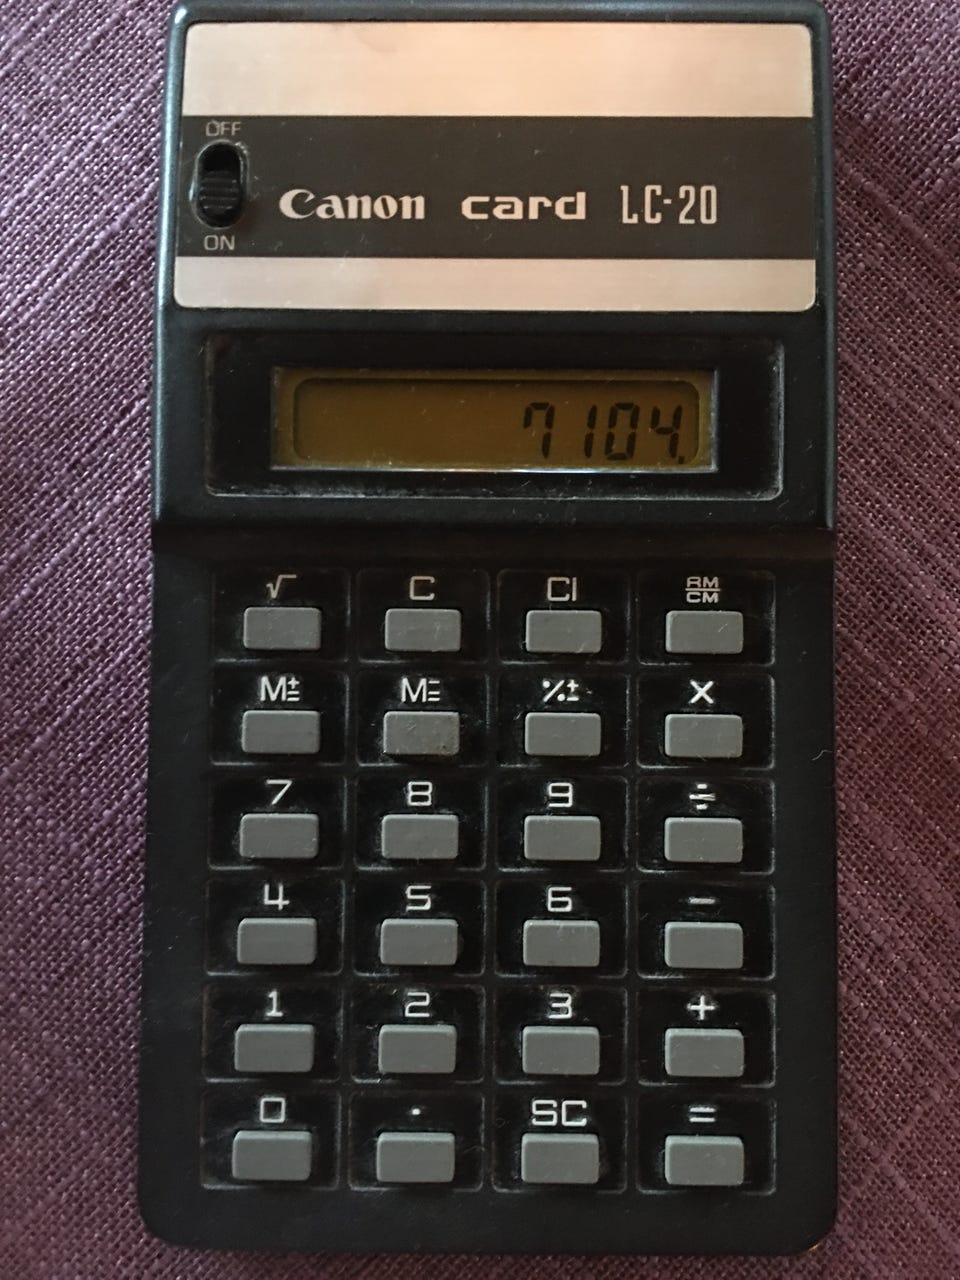 OFF
Canon card LC-20
ON
7104.
√ C CI RM/CM
M± M= %± ×
7 8 9 ÷
4 5 6 −
1 2 3 +
0 . SC =